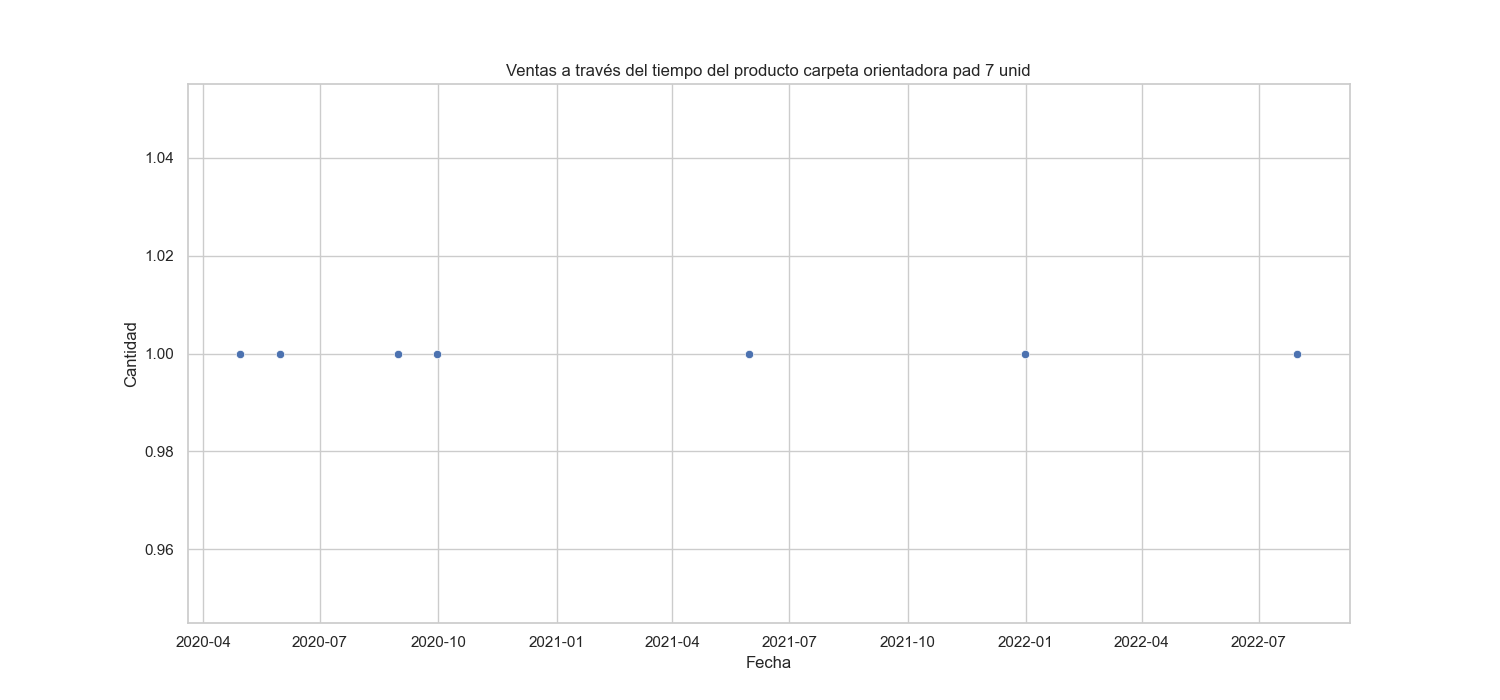 Ventas a través del tiempo del producto carpeta orientadora pad 7 unid
1.04
1.02
1.00
0.98
0.96
Cantidad
2020-04 2020-07 2020-10 2021-01 2021-04 2021-07 2021-10 2022-01 2022-04 2022-07
Fecha